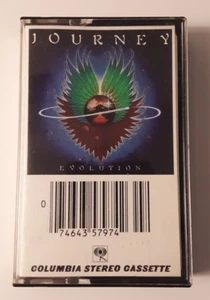 JOURNEY
EVOLUTION
0
74643 57974
COLUMBIA STEREO CASSETTE